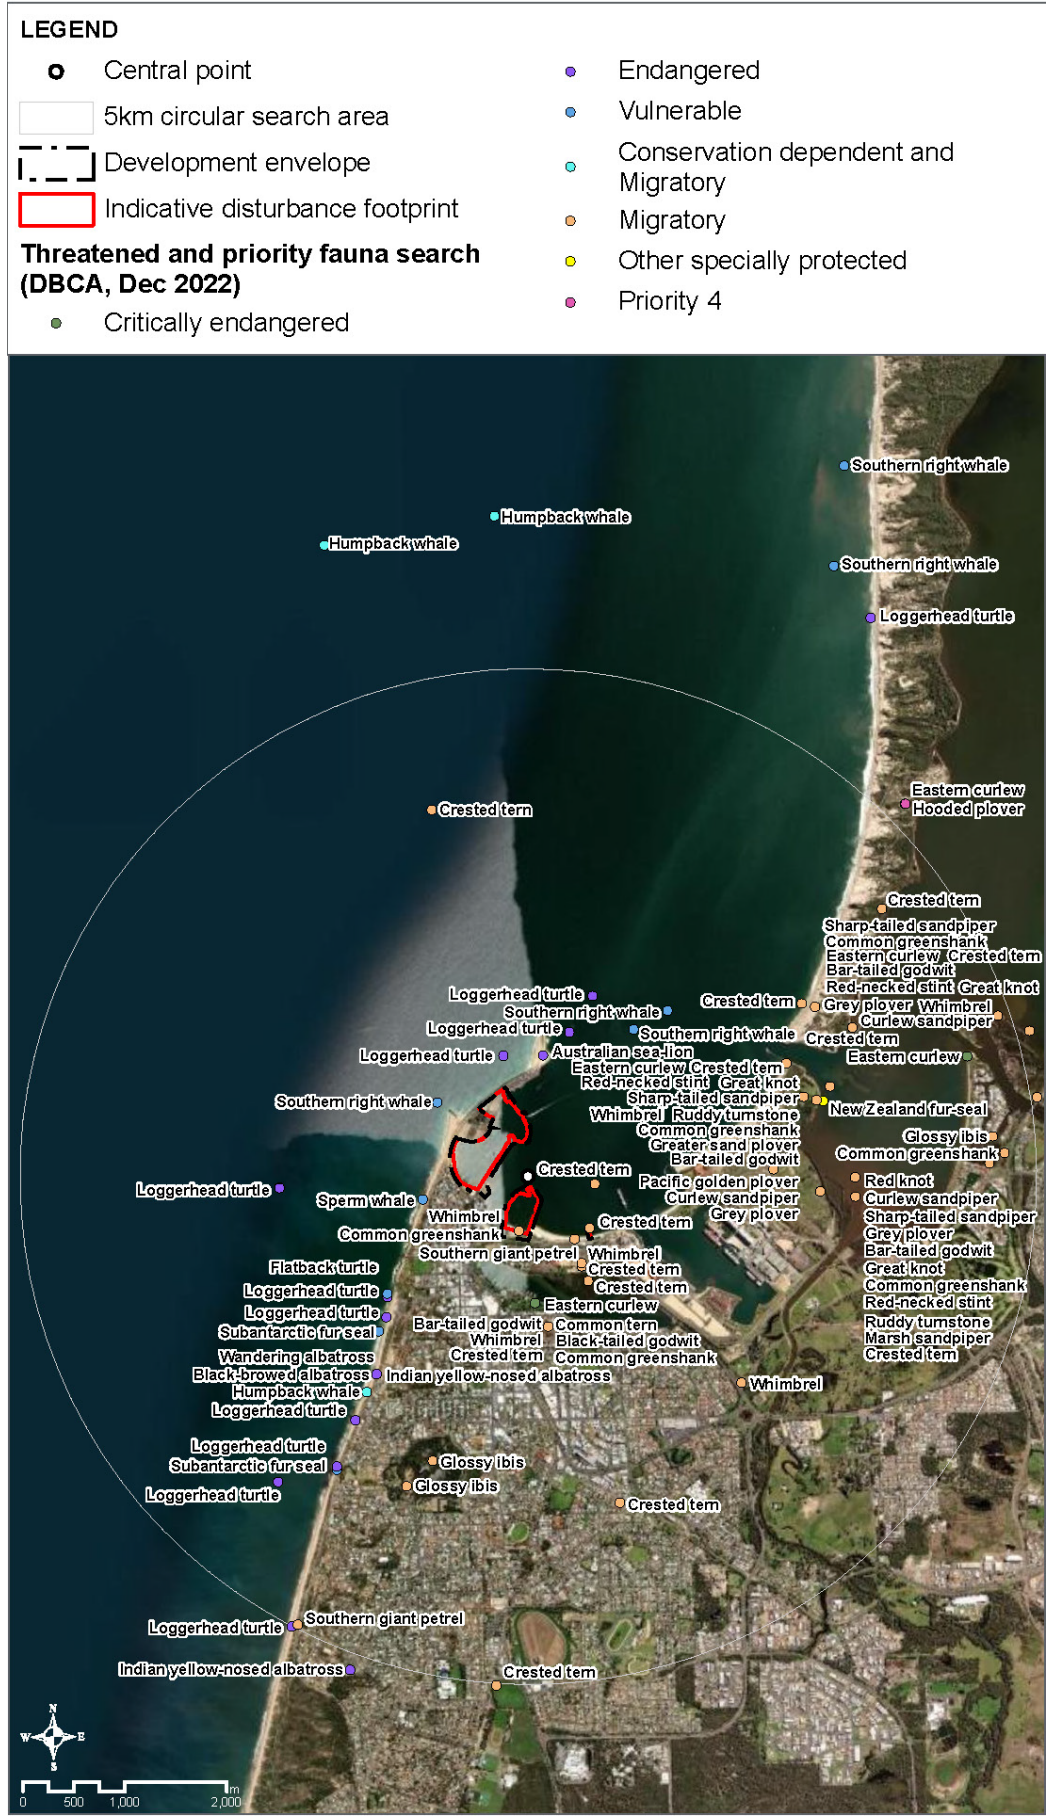 LEGEND
Central point
5km circular search area
Development envelope
Indicative disturbance footprint
Threatened and priority fauna search
(DBCA, Dec 2022)
Critically endangered
Endangered
Vulnerable
Conservation dependent and
Migratory
Migratory
Other specially protected
Priority 4
Southern right whale
Humpback whale
Humpback whale
Southern right whale
Loggerhead turtle
Eastern curlew
Hooded plover
Crested tern
Crested tern
Sharp-tailed sandpiper
Common greenshank
Eastern curlew Crested tern
Bar-tailed godwit
Red-necked stint Great knot
Loggerhead turtle
Crested tern
Grey plover Whimbrel
Southern right whale
Curlew sandpiper
Loggerhead turtle
Southern right whale
Crested tern
Loggerhead turtle
Australian sea-lion
Eastern curlew
Eastern curlew Crested tern
Red-necked stint Great knot
Sharp-tailed sandpiper
Southern right whale
New Zealand fur-seal
Whimbrel Ruddy turnstone
Common greenshank
Glossy ibis
Greater sand plover
Common greenshank
Bar-tailed godwit
Crested tern
Pacific golden plover
Red knot
Loggerhead turtle
Sperm whale
Curlew sandpiper
Curlew sandpiper
Whimbrel
Grey plover
Sharp-tailed sandpiper
Common greenshank
Crested tern
Grey plover
Southern giant petrel
Whimbrel
Bar-tailed godwit
Flatback turtle
Crested tern
Great knot
Loggerhead turtle
Crested tern
Common greenshank
Loggerhead turtle
Eastern curlew
Red-necked stint
Subantarctic fur seal
Bar-tailed godwit
Common tern
Ruddy turnstone
Whimbrel
Black-tailed godwit
Marsh sandpiper
Wandering albatross
Crested tern
Common greenshank
Crested tern
Black-browed albatross
Indian yellow-nosed albatross
Humpback whale
Whimbrel
Loggerhead turtle
Loggerhead turtle
Subantarctic fur seal
Glossy ibis
Loggerhead turtle
Glossy ibis
Crested tern
Loggerhead turtle
Southern giant petrel
Indian yellow-nosed albatross
Crested tern
N
W E
S
m
0 500 1,000 2,000